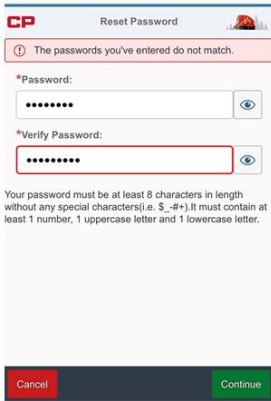 CP
Reset Password
The passwords you've entered do not match.
*Password:
••••••••
*Verify Password:
•••••••••
Your password must be at least 8 characters in length
without any special characters(i.e. $_-#+).It must contain at
least 1 number, 1 uppercase letter and 1 lowercase letter.
Cancel
Continue